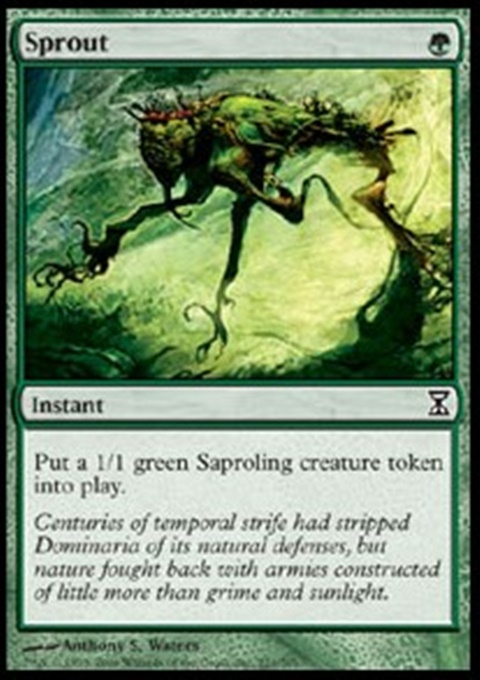 Sprout
Instant
Put a 1/1 green Saproling creature token
into play.
Centuries of temporal strife had stripped
Dominaria of its natural defenses, but
nature fought back with armies constructed
of little more than grime and sunlight.
Anthony S. Waters